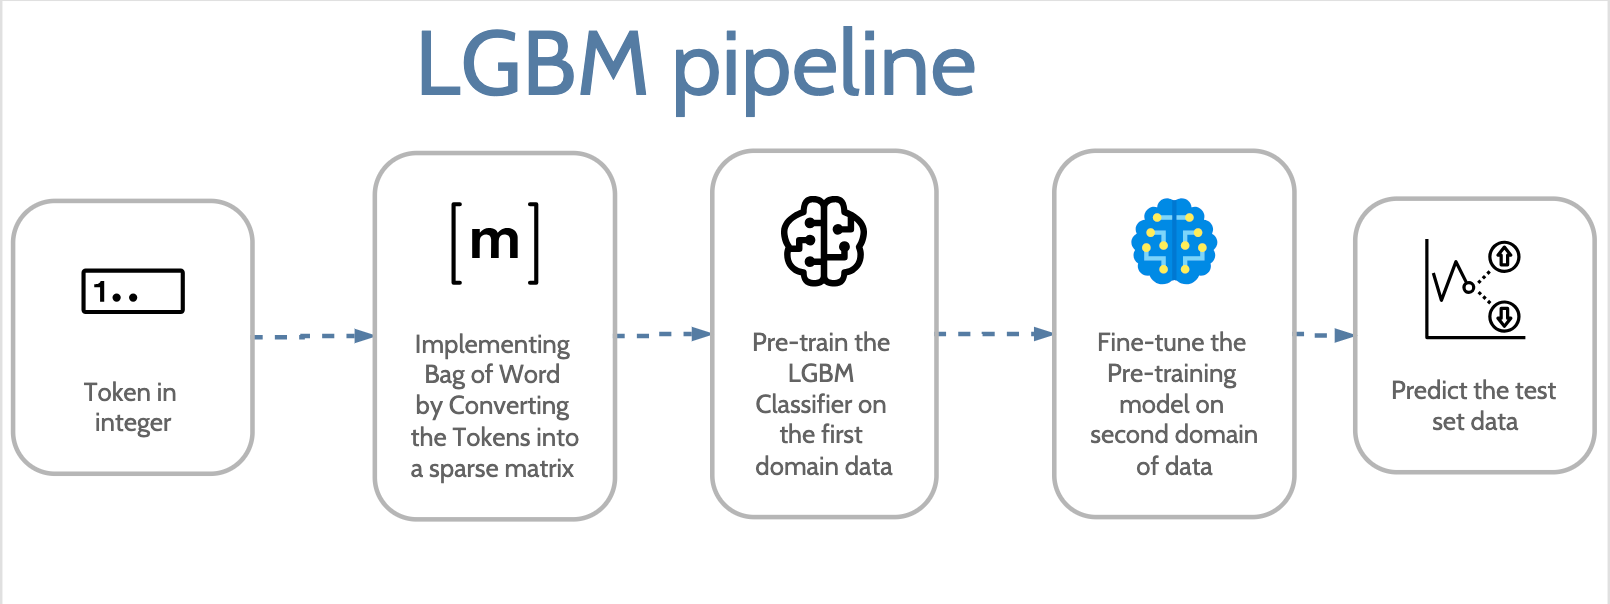 LGBM pipeline
1..
Token in
integer
[m]
Implementing
Bag of Word
by Converting
the Tokens into
a sparse matrix
Pre-train the
LGBM
Classifier on
the first
domain data
Fine-tune the
Pre-training
model on
second domain
of data
Predict the test
set data